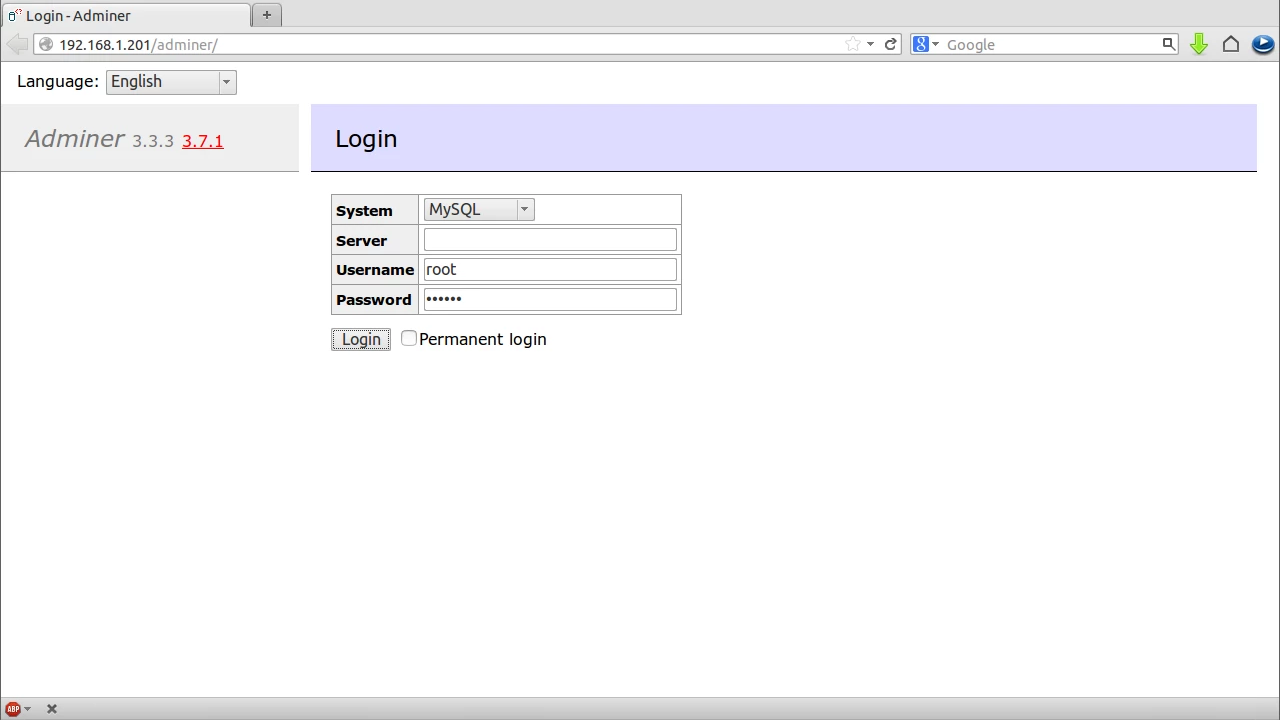 Login - Adminer
192.168.1.201/adminer/
Google
Language: English
Adminer 3.3.3 3.7.1
Login
System MySQL
Server
Username root
Password ••••••
Login Permanent login
ABP